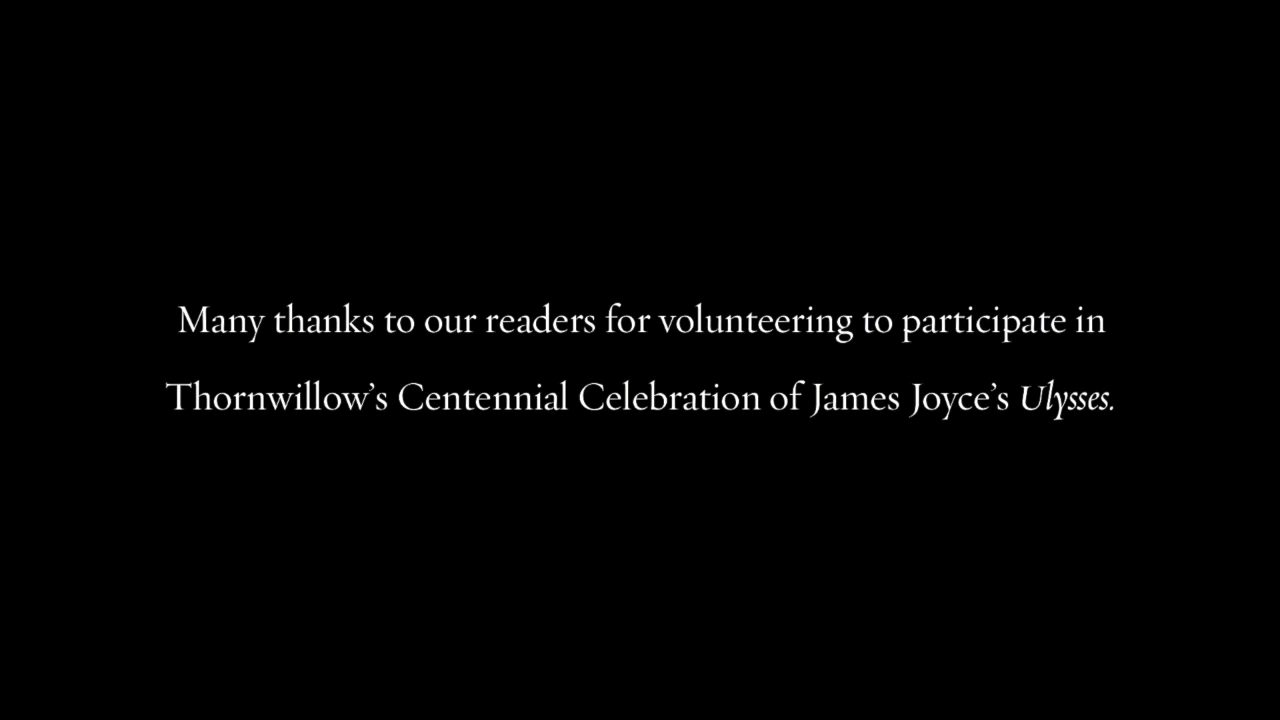 Many thanks to our readers for volunteering to participate in
Thornwillow’s Centennial Celebration of James Joyce’s Ulysses.